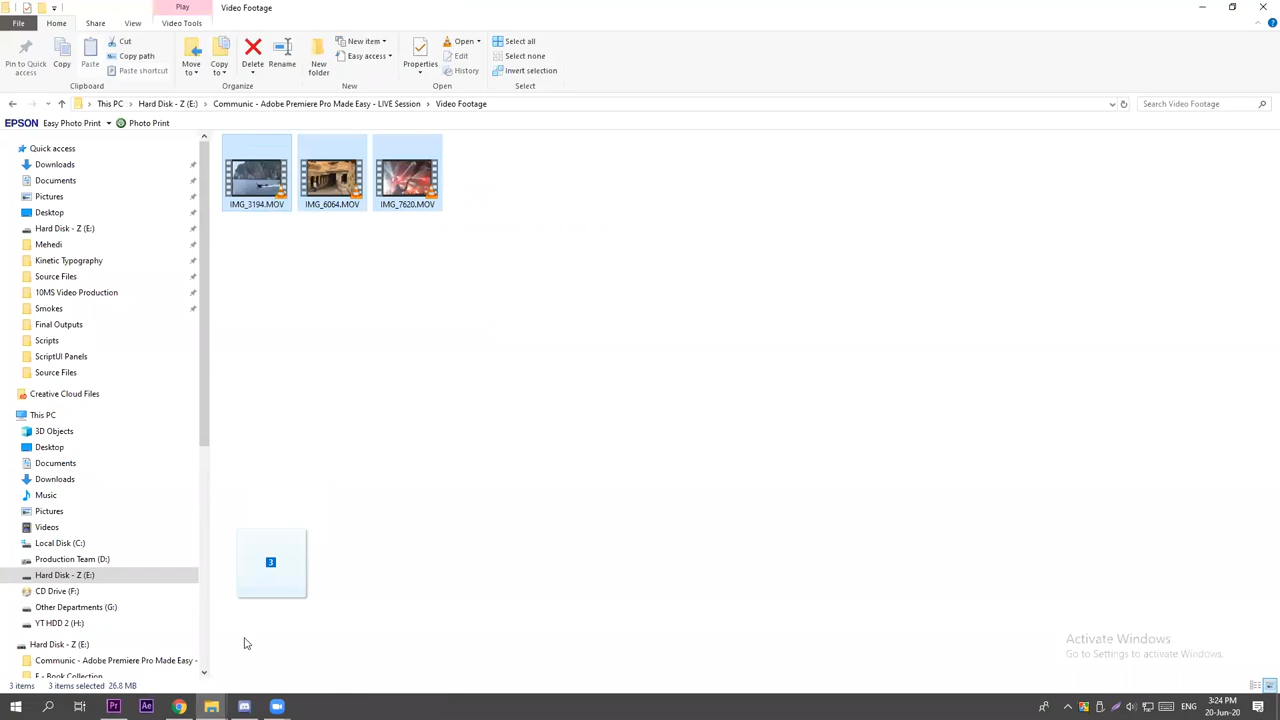 Play
Video Footage
File
Home
Share
View
Video Tools
Pin to Quick access
Copy
Paste
Cut
Copy path
Paste shortcut
Clipboard
Move to
Copy to
Delete
Rename
Organize
New folder
New item
Easy access
New
Properties
Open
Edit
History
Open
Select all
Select none
Invert selection
Select
This PC > Hard Disk - Z (E:) > Communic - Adobe Premiere Pro Made Easy - LIVE Session > Video Footage
Search Video Footage
EPSON Easy Photo Print Photo Print
Quick access
Downloads
Documents
Pictures
Desktop
Hard Disk - Z (E:)
Mehedi
Kinetic Typography
Source Files
10MS Video Production
Smokes
Final Outputs
Scripts
ScriptUI Panels
Source Files
Creative Cloud Files
This PC
3D Objects
Desktop
Documents
Downloads
Music
Pictures
Videos
Local Disk (C:)
Production Team (D:)
Hard Disk - Z (E:)
CD Drive (F:)
Other Departments (G:)
YT HDD 2 (H:)
Hard Disk - Z (E:)
Communic - Adobe Premiere Pro Made Easy -
F - Book Collection
IMG_3194.MOV
IMG_6064.MOV
IMG_7620.MOV
3
Activate Windows
Go to Settings to activate Windows.
3 items
3 items selected 26.8 MB
Pr
Ae
ENG
3:24 PM
20-Jun-20